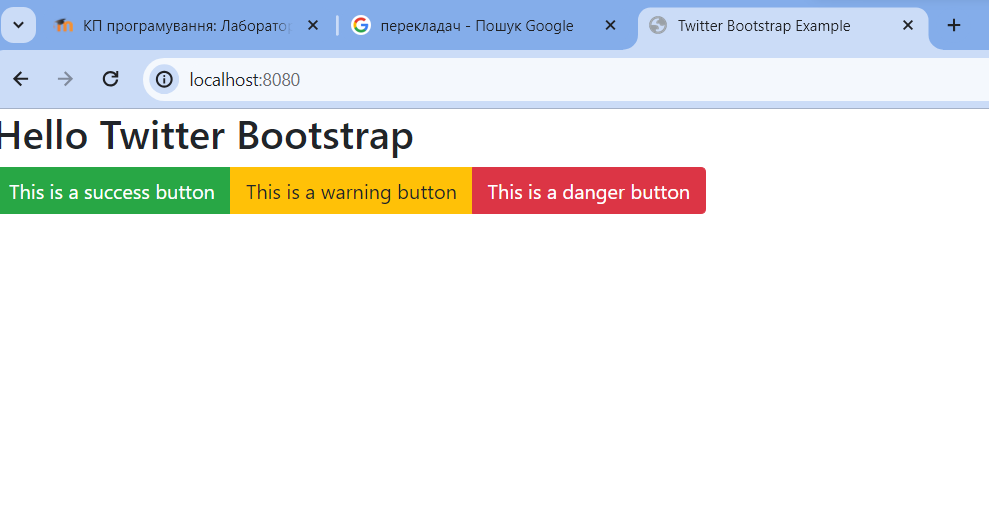 КП програмування: Лаборатор
перекладач - Пошук Google
Twitter Bootstrap Example
localhost:8080
Hello Twitter Bootstrap
This is a success button
This is a warning button
This is a danger button